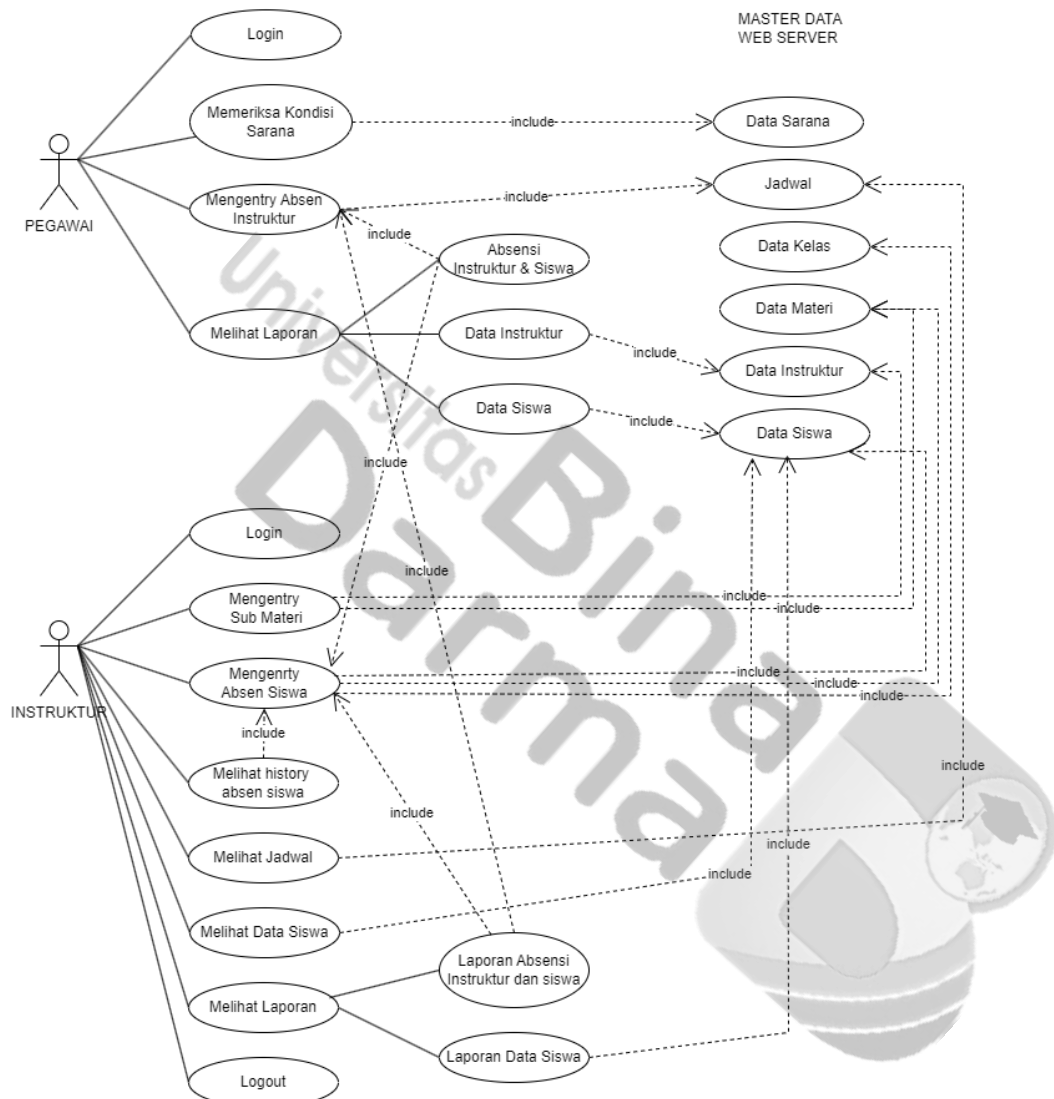 MASTER DATA
WEB SERVER
Login
Memeriksa Kondisi
Sarana
include
Data Sarana
PEGAWAI
Mengentry Absen
Instruktur
include
Jadwal
include
Absensi
Instruktur & Siswa
Data Kelas
Melihat Laporan
Data Instruktur
include
Data Materi
Data Instruktur
Data Siswa
include
Data Siswa
include
Universitas
Bina
Darma
Login
include
Mengentry
Sub Materi
include
include
INSTRUKTUR
Mengenrty
Absen Siswa
include
include
include
include
Melihat history
absen siswa
include
include
Melihat Jadwal
include
include
Melihat Data Siswa
Laporan Absensi
Instruktur dan siswa
Melihat Laporan
Laporan Data Siswa
Logout